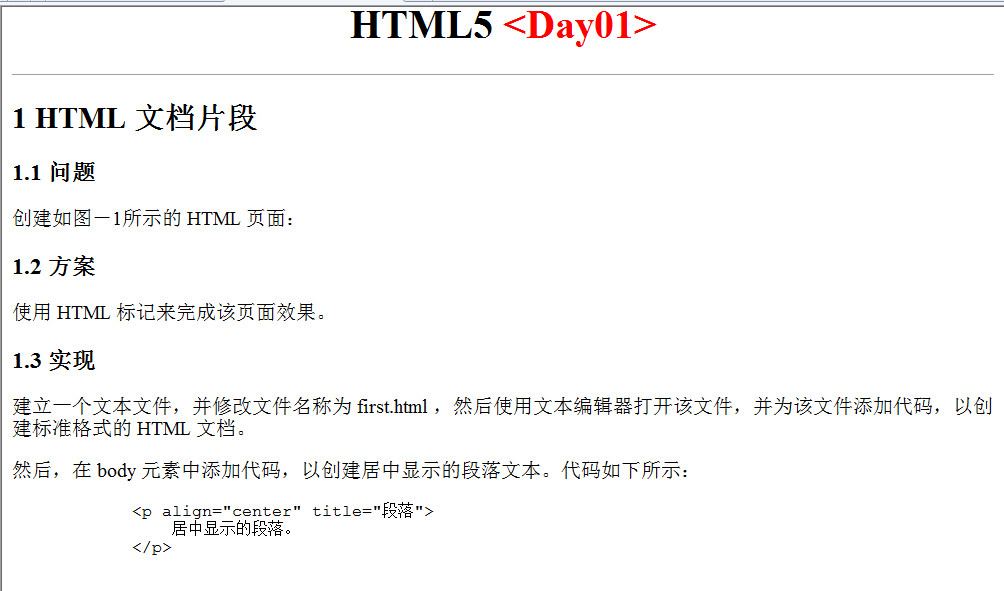 HTML5 <Day01>
1 HTML 文档片段
1.1 问题
创建如图－1所示的 HTML 页面：
1.2 方案
使用 HTML 标记来完成该页面效果。
1.3 实现
建立一个文本文件，并修改文件名称为 first.html ，然后使用文本编辑器打开该文件，并为该文件添加代码，以创
建标准格式的 HTML 文档。
然后，在 body 元素中添加代码，以创建居中显示的段落文本。代码如下所示：
<p align="center" title="段落">
居中显示的段落。
</p>